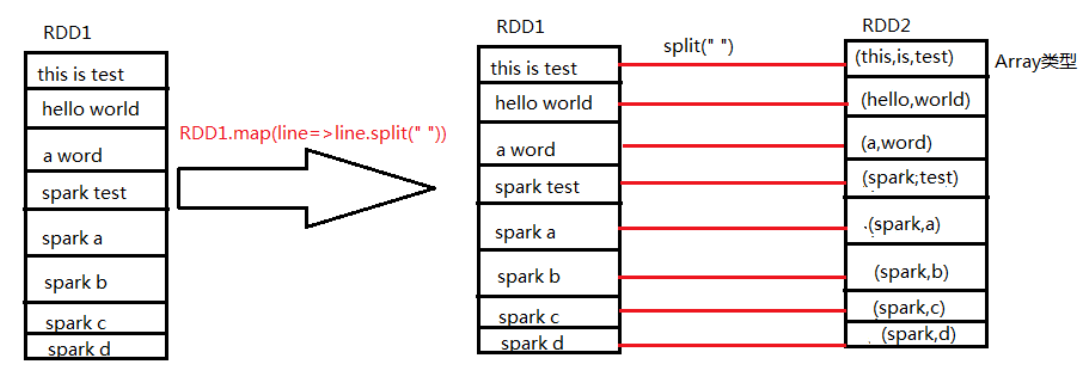 RDD1
this is test
hello world
a word
spark test
spark a
spark b
spark c
spark d
RDD1.map(line=>line.split(" "))
RDD1
this is test
hello world
a word
spark test
spark a
spark b
spark c
spark d
split(" ")
RDD2
(this,is,test)
(hello,world)
(a,word)
(spark;test)
(spark,a)
(spark,b)
(spark,c)
(spark,d)
Array类型